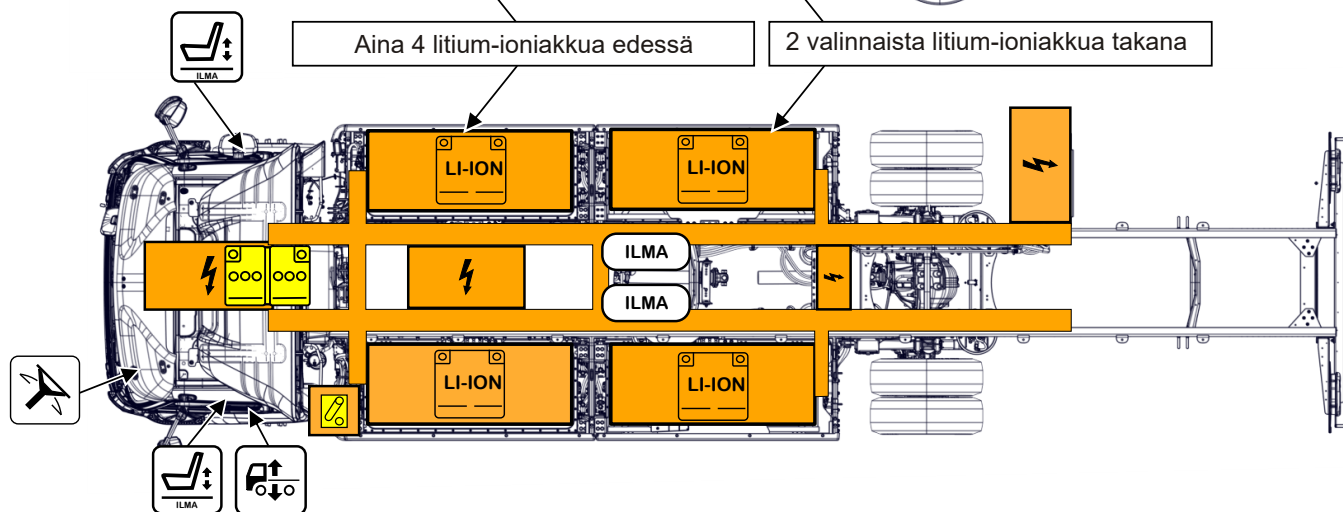 Aina 4 litium-ioniakkua edessä
2 valinnaista litium-ioniakkua takana
ILMA
LI-ION
LI-ION
ILMA
ILMA
LI-ION
LI-ION
ILMA